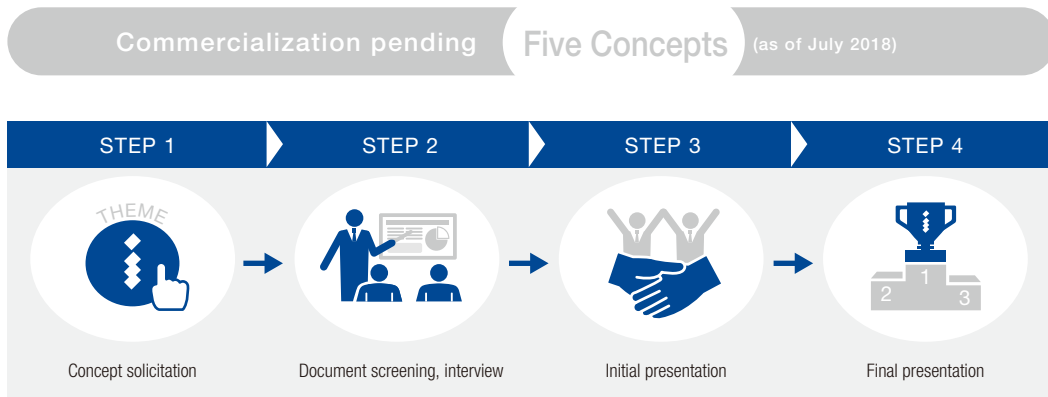 Commercialization pending Five Concepts (as of July 2018)
STEP 1 STEP 2 STEP 3 STEP 4
THEME
1
2
3
Concept solicitation Document screening, interview Initial presentation Final presentation